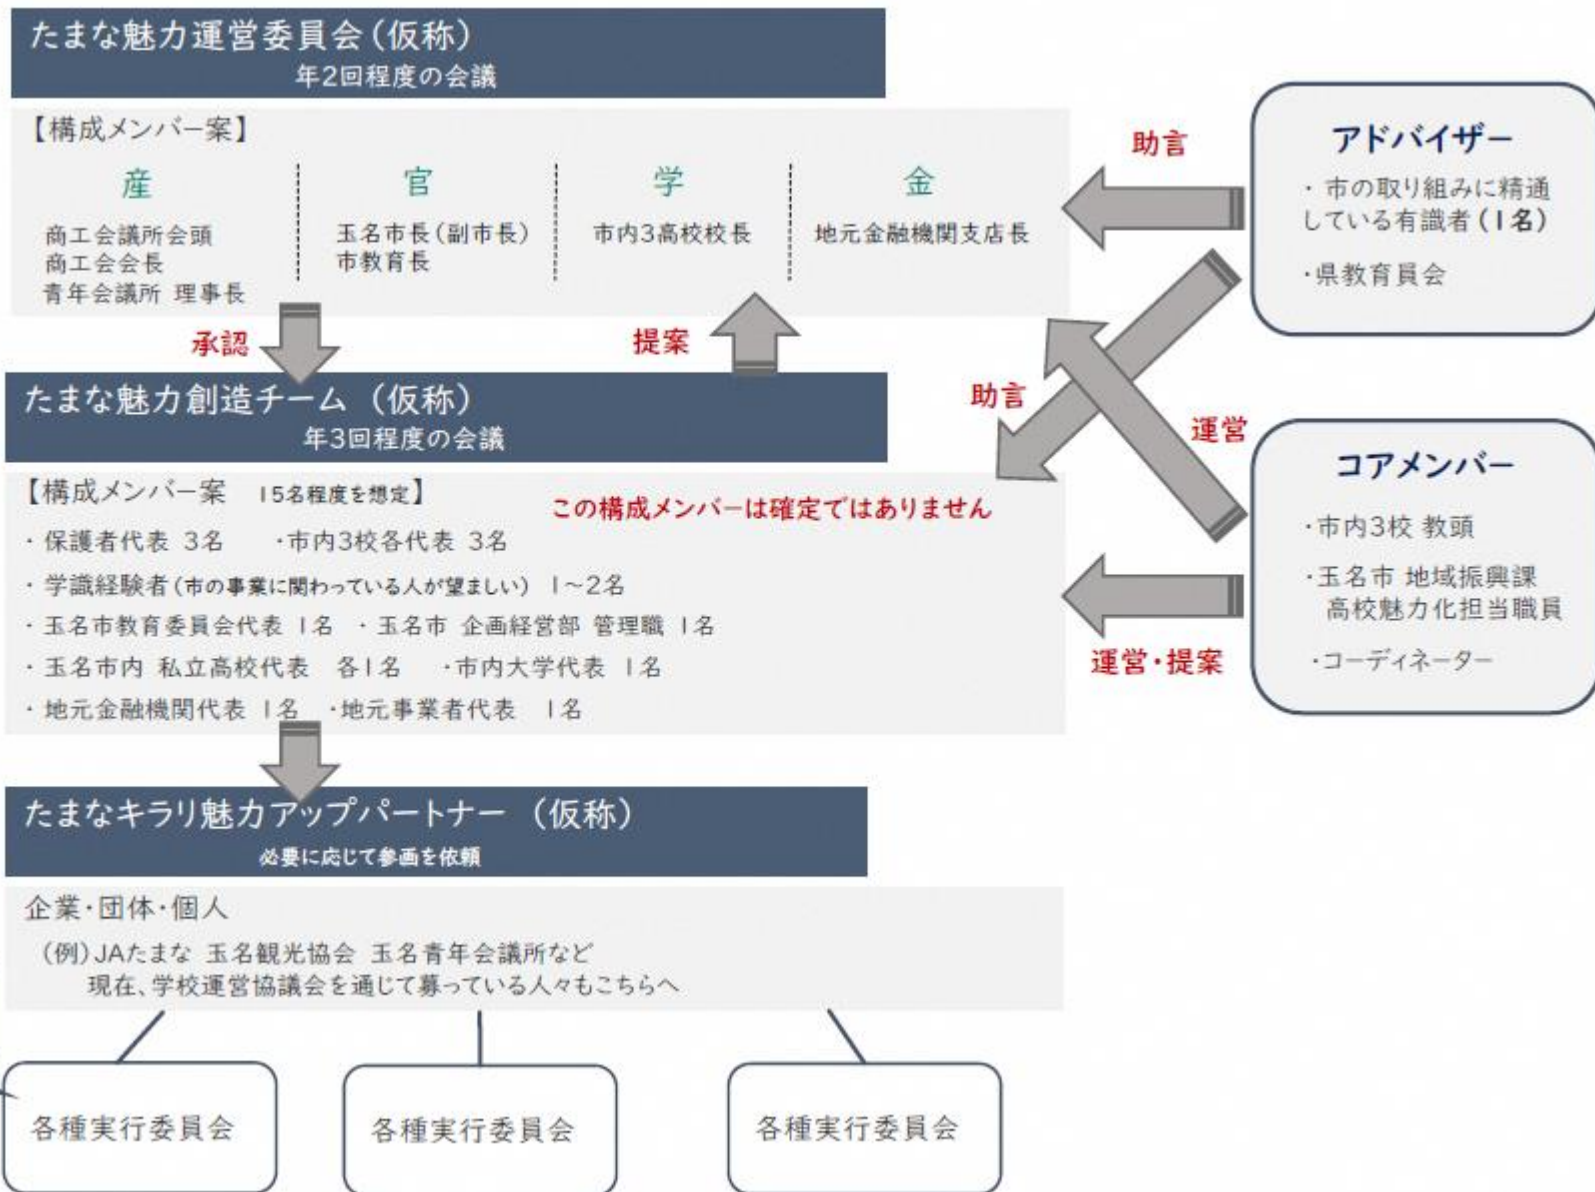 たまな魅力運営委員会(仮称)
年2回程度の会議
【構成メンバー案】
産
商工会議所会頭
商工会会長
青年会議所 理事長
官
玉名市長(副市長)
市教育長
学
市内3高校校長
金
地元金融機関支店長
助言
アドバイザー
・市の取り組みに精通
している有識者(1名)
・県教育員会
承認
提案
たまな魅力創造チーム(仮称)
年3回程度の会議
助言
運営
【構成メンバー案 15名程度を想定】
この構成メンバーは確定ではありません
・保護者代表 3名 ・市内3校各代表 3名
・学識経験者(市の事業に関わっている人が望ましい) 1~2名
・玉名市教育委員会代表 1名 ・玉名市 企画経営部 管理職 1名
・玉名市内 私立高校代表 各1名 ・市内大学代表 1名
・地元金融機関代表 1名 ・地元事業者代表 1名
運営・提案
コアメンバー
・市内3校 教頭
・玉名市 地域振興課
高校魅力化担当職員
・コーディネーター
たまなキラリ魅力アップパートナー(仮称)
必要に応じて参画を依頼
企業・団体・個人
(例)JAたまな 玉名観光協会 玉名青年会議所など
現在、学校運営協議会を通じて募っている人々もこちらへ
各種実行委員会
各種実行委員会
各種実行委員会